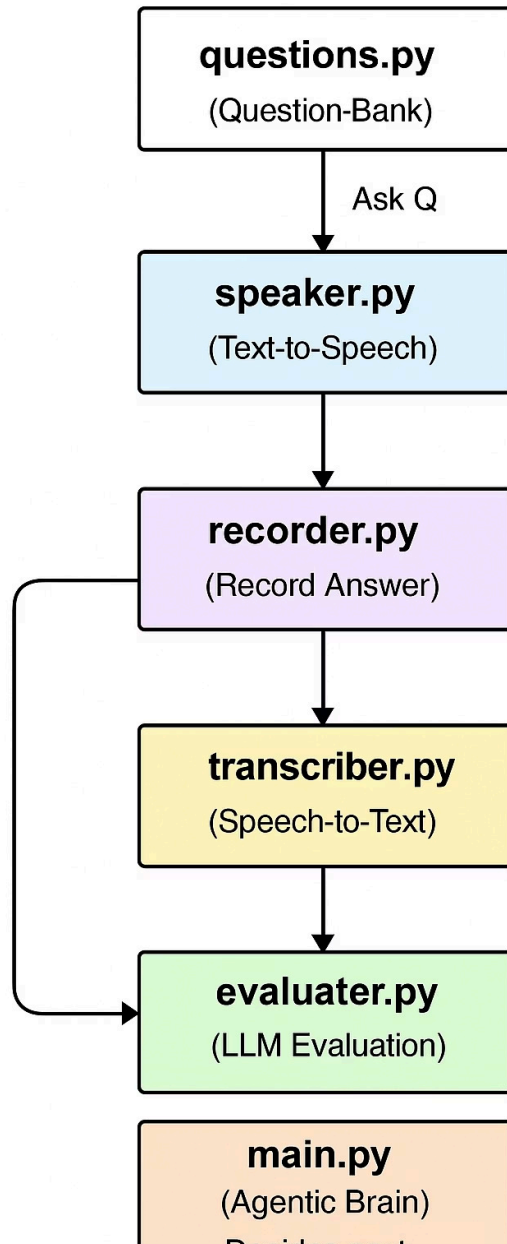 questions.py
(Question-Bank)
Ask Q
speaker.py
(Text-to-Speech)
recorder.py
(Record Answer)
transcriber.py
(Speech-to-Text)
evaluater.py
(LLM Evaluation)
main.py
(Agentic Brain)